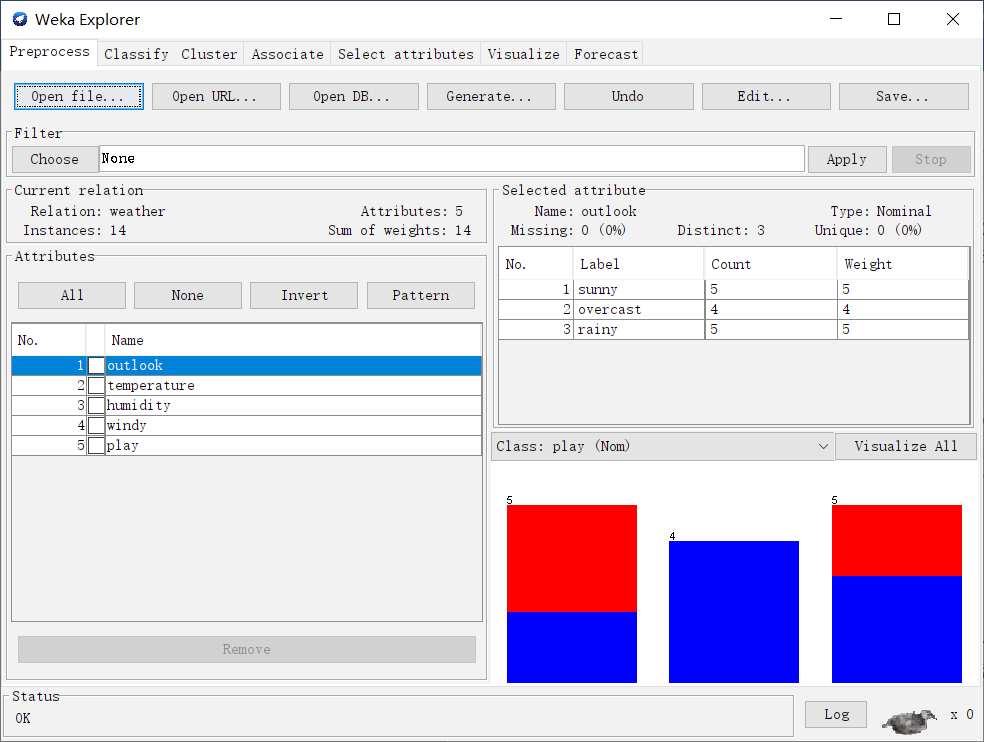 Weka Explorer
Preprocess Classify Cluster Associate Select attributes Visualize Forecast
Open file... Open URL... Open DB... Generate... Undo Edit... Save...
Filter
Choose None Apply Stop
Current relation
Relation: weather Attributes: 5
Instances: 14 Sum of weights: 14
Attributes
All None Invert Pattern
No. Name
1 outlook
2 temperature
3 humidity
4 windy
5 play
Remove
Selected attribute
Name: outlook Type: Nominal
Missing: 0 (0%) Distinct: 3 Unique: 0 (0%)
No. Label Count Weight
1 sunny 5 5
2 overcast 4 4
3 rainy 5 5
Class: play (Nom) Visualize All
5 4 5
Status
OK
Log x 0